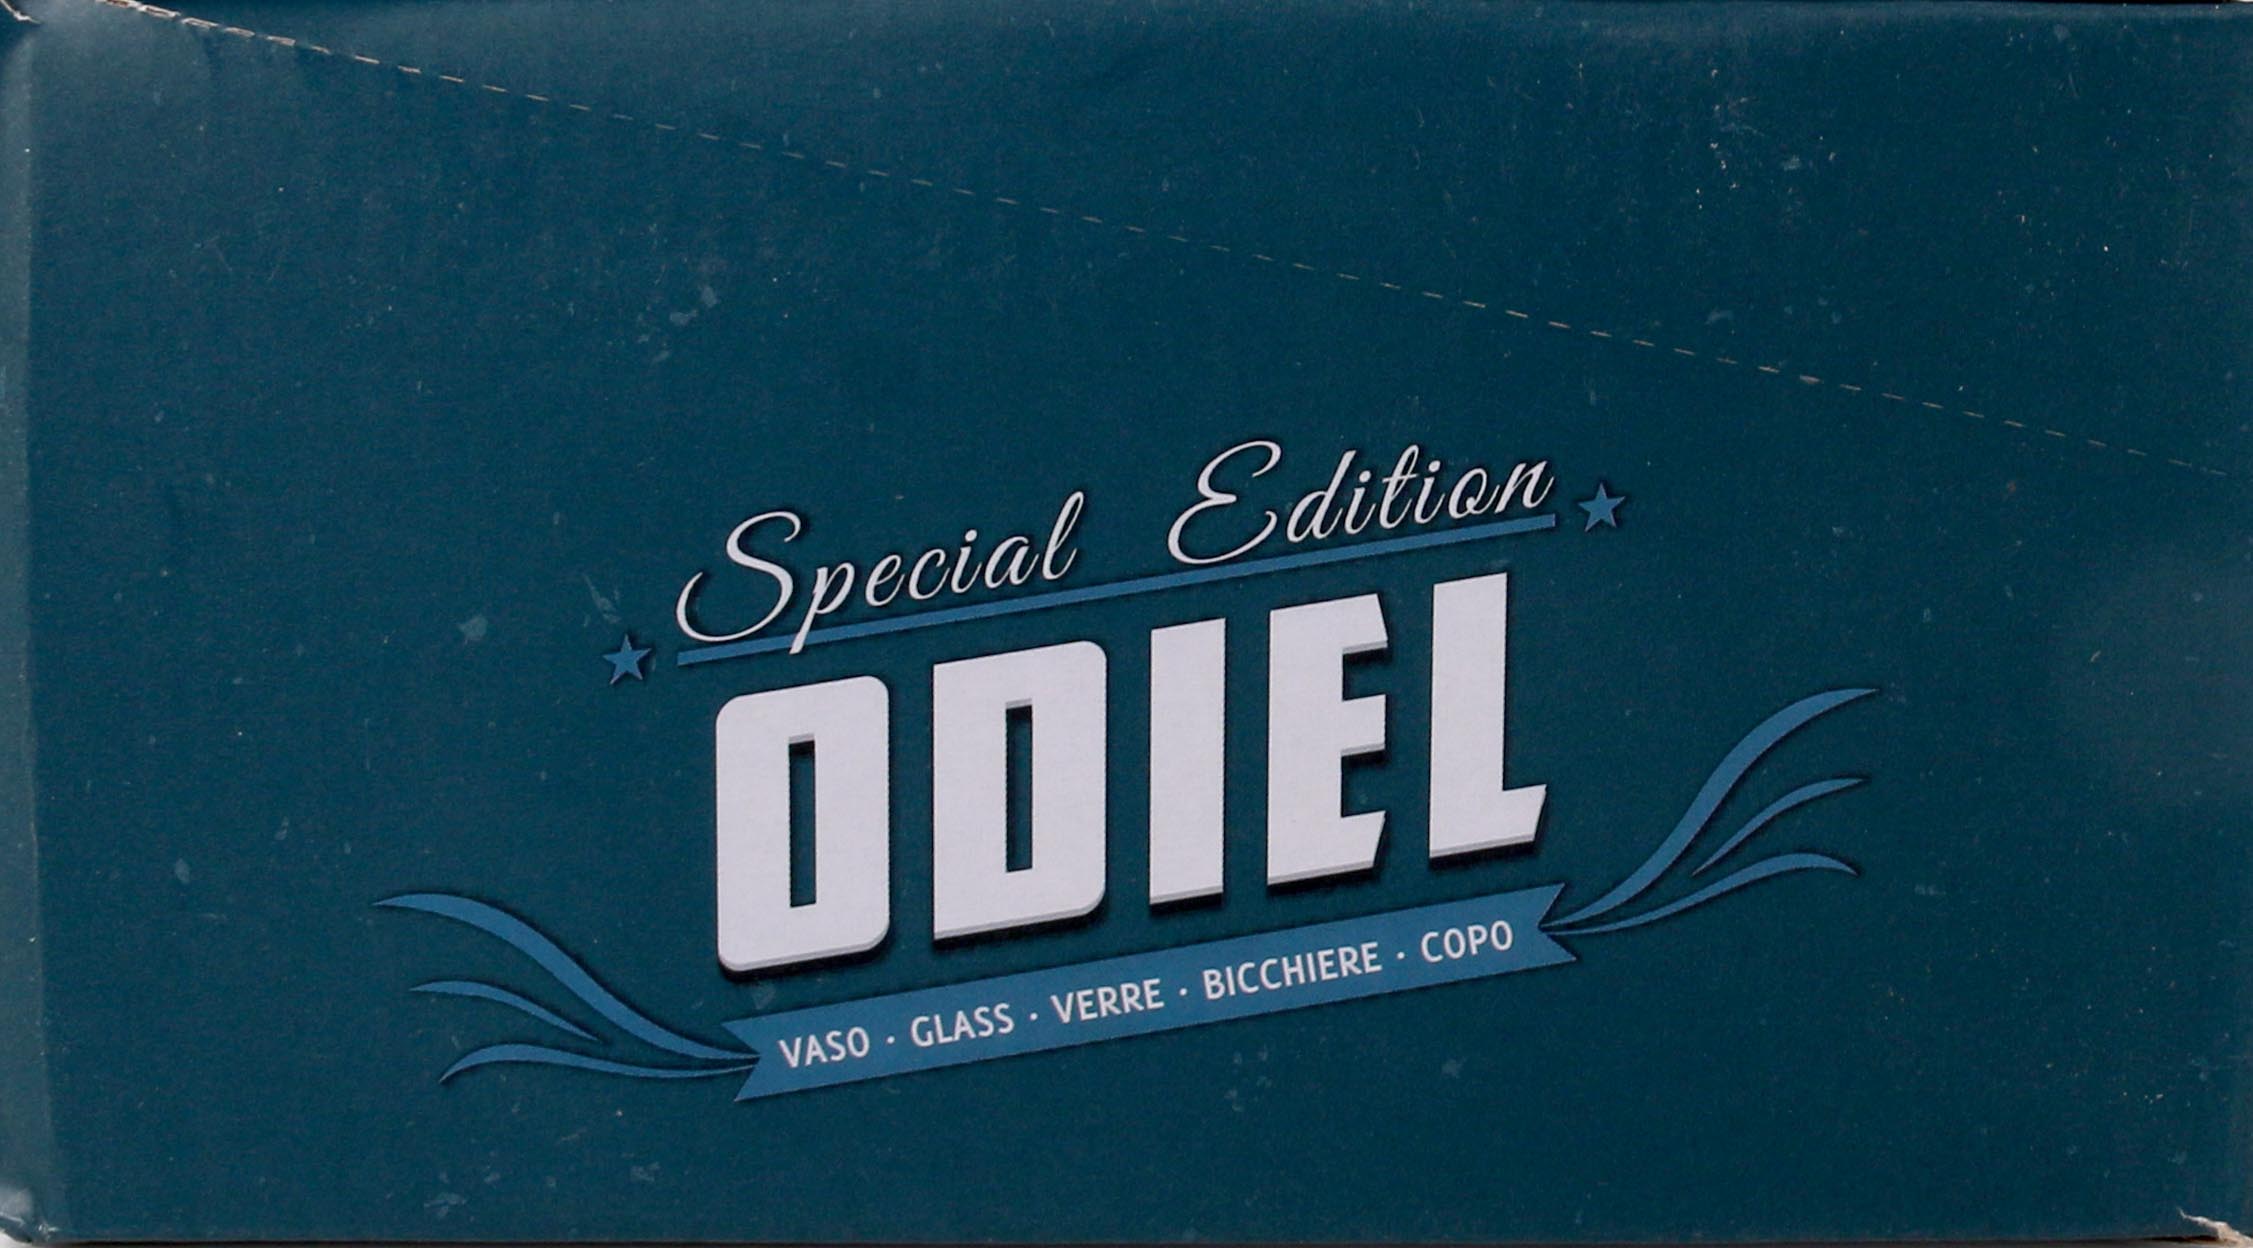 Special Edition
ODIEL
VASO · GLASS · VERRE · BICCHIERE · COPO